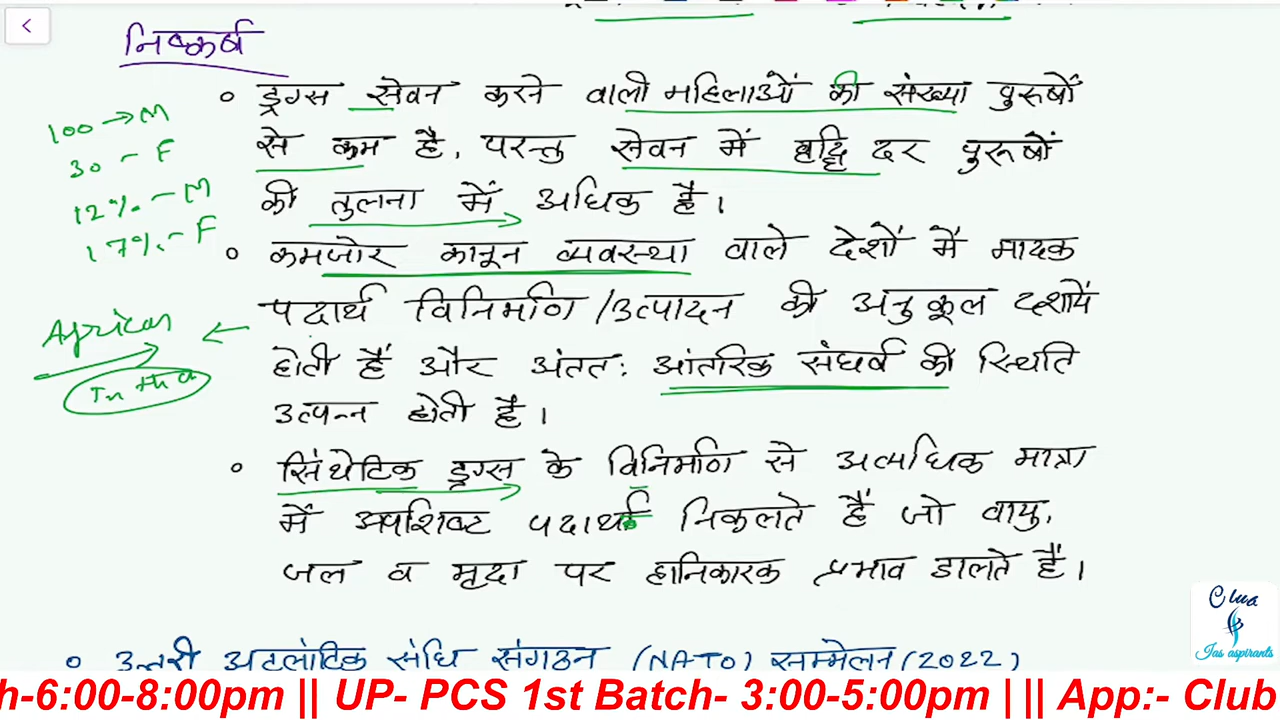 निष्कर्ष
ड्रग्स सेवन करने वाली महिलाओं की संख्या पुरुषों
से कम है, परन्तु सेवन में वृद्धि दर पुरूषों
की तुलना में अधिक है।
100 → M
30 - F
12% - M
17% - F
कमजोर कानून व्यवस्था वाले देशों में मादक
पदार्थ विनिर्माण/उत्पादन की अनुकूल दशायें
होती हैं और अंततः आंतरिक संघर्ष की स्थिति
उत्पन्न होती है।
African
सिंथेटिक ड्रग्स के विनिर्माण से अत्यधिक मात्रा
में अपशिष्ट पदार्थ निकलते हैं जो वायु,
जल व मृदा पर हानिकारक प्रभाव डालते हैं।
उत्तरी अटलांटिक संधि संगठन (NATO) सम्मेलन (2022)
Club
Ias aspirants
h-6:00-8:00pm || UP- PCS 1st Batch- 3:00-5:00pm | || App:- Club